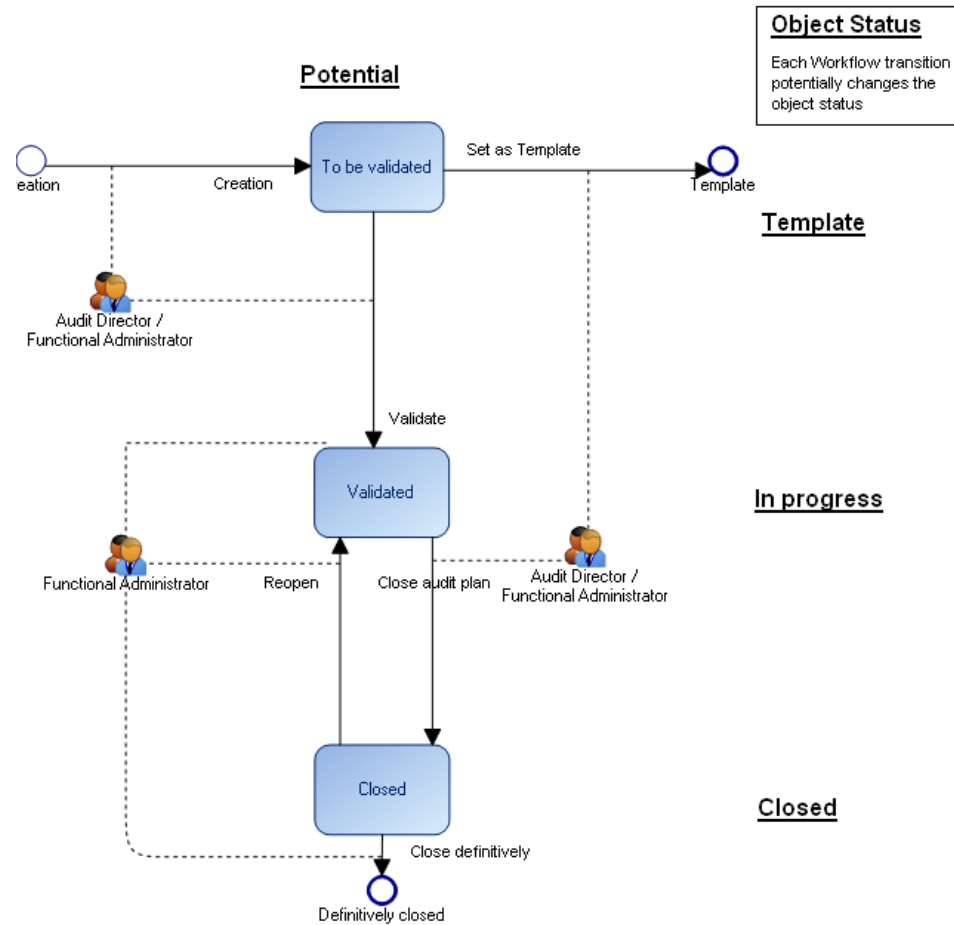 Object Status
Each Workflow transition
potentially changes the
object status
Potential
To be validated
Set as Template
eation
Creation
Template
Template
Audit Director /
Functional Administrator
Validate
Validated
In progress
Functional Administrator
Reopen
Close audit plan
Audit Director /
Functional Administrator
Closed
Closed
Close definitively
Definitively closed